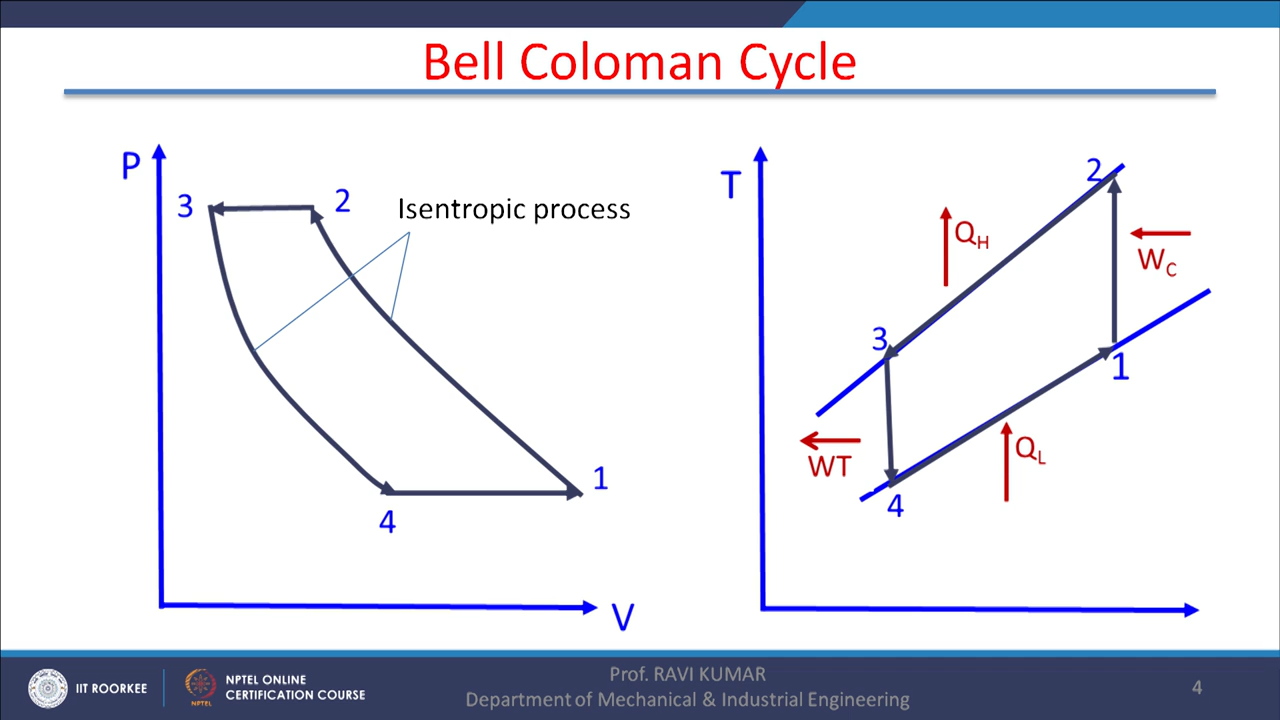 Bell Coloman Cycle
P
3
2
Isentropic process
1
4
V
T
2
Q_H
W_C
3
1
WT
Q_L
4
IIT ROORKEE
NPTEL ONLINE
CERTIFICATION COURSE
NPTEL
Prof. RAVI KUMAR
Department of Mechanical & Industrial Engineering
4